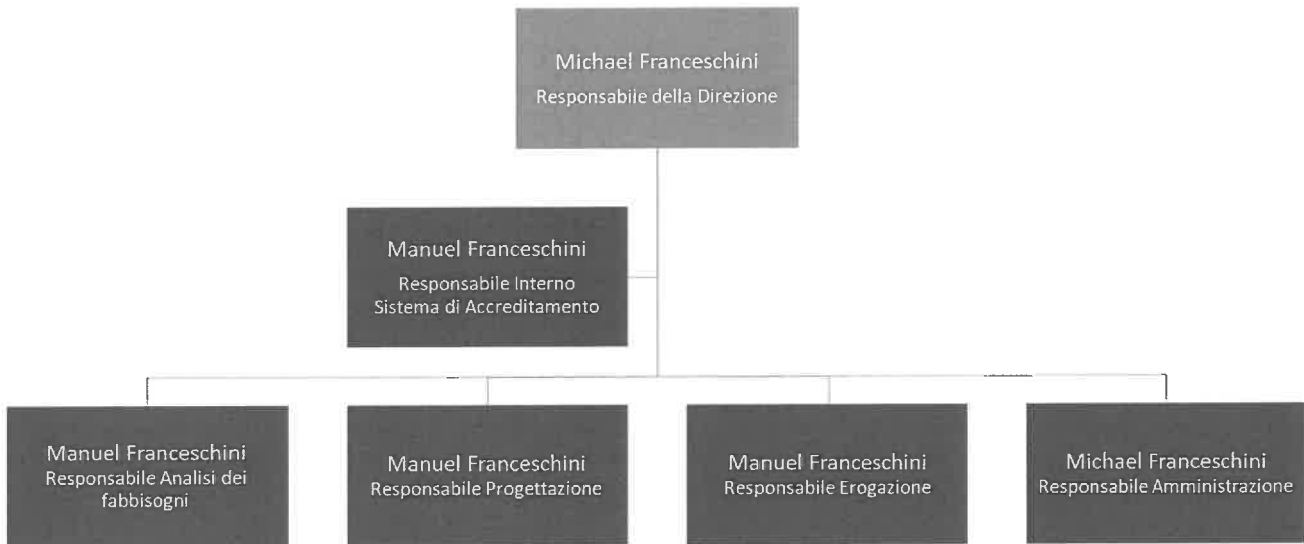 Michael Franceschini
Responsabile della Direzione
Manuel Franceschini
Responsabile Interno
Sistema di Accreditamento
Manuel Franceschini
Responsabile Analisi dei
fabbisogni
Manuel Franceschini
Responsabile Progettazione
Manuel Franceschini
Responsabile Erogazione
Michael Franceschini
Responsabile Amministrazione